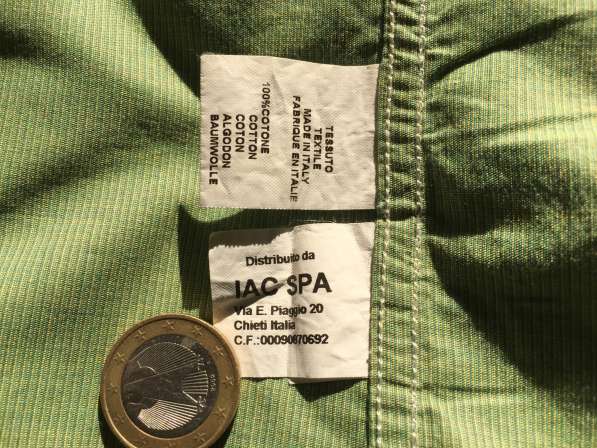 TESSUTO
TEXTILE
MADE IN ITALY
FABRIQUE EN ITALIE
100%COTONE
COTTON
COTON
ALGODON
BAUMWOLLE
Distribuito da
IAC SPA
Via E. Piaggio 20
Chieti Italia
C.F.:00090870692